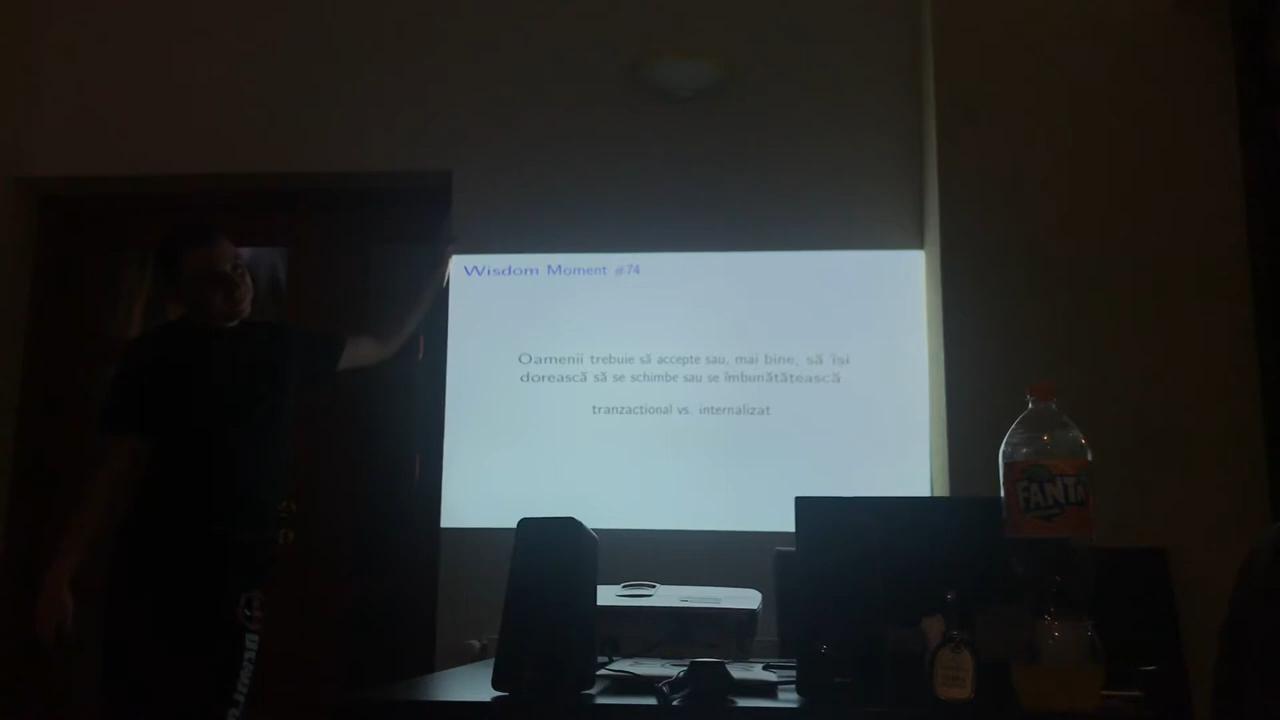 Wisdom Moment #74
Oamenii trebuie să accepte sau, mai bine, să își
dorească să se schimbe sau se îmbunătățească
tranzacțional vs. internalizat
FANTA